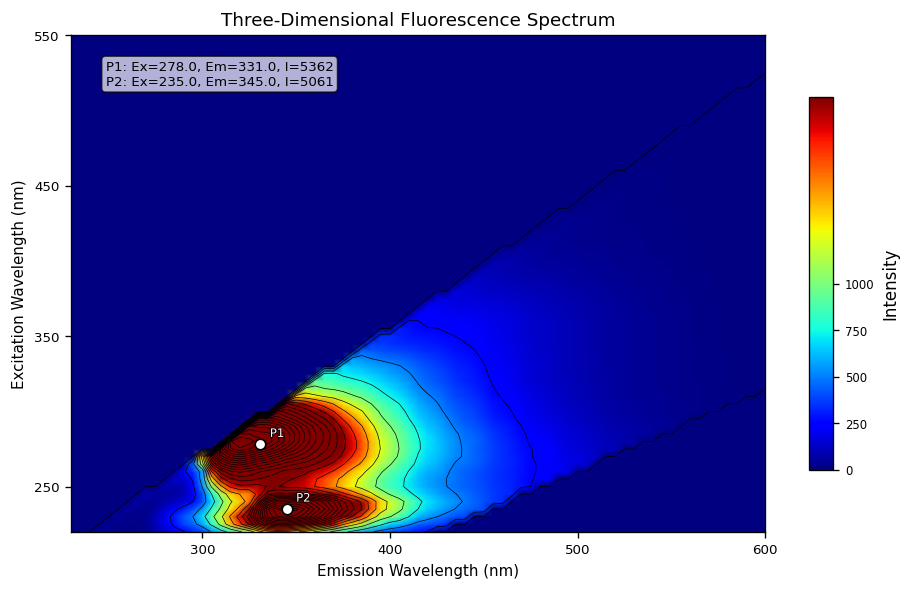 Three-Dimensional Fluorescence Spectrum
P1: Ex=278.0, Em=331.0, I=5362
P2: Ex=235.0, Em=345.0, I=5061
550
450
350
250
Excitation Wavelength (nm)
P1
P2
300
400
500
600
Emission Wavelength (nm)
1000
750
500
250
0
Intensity